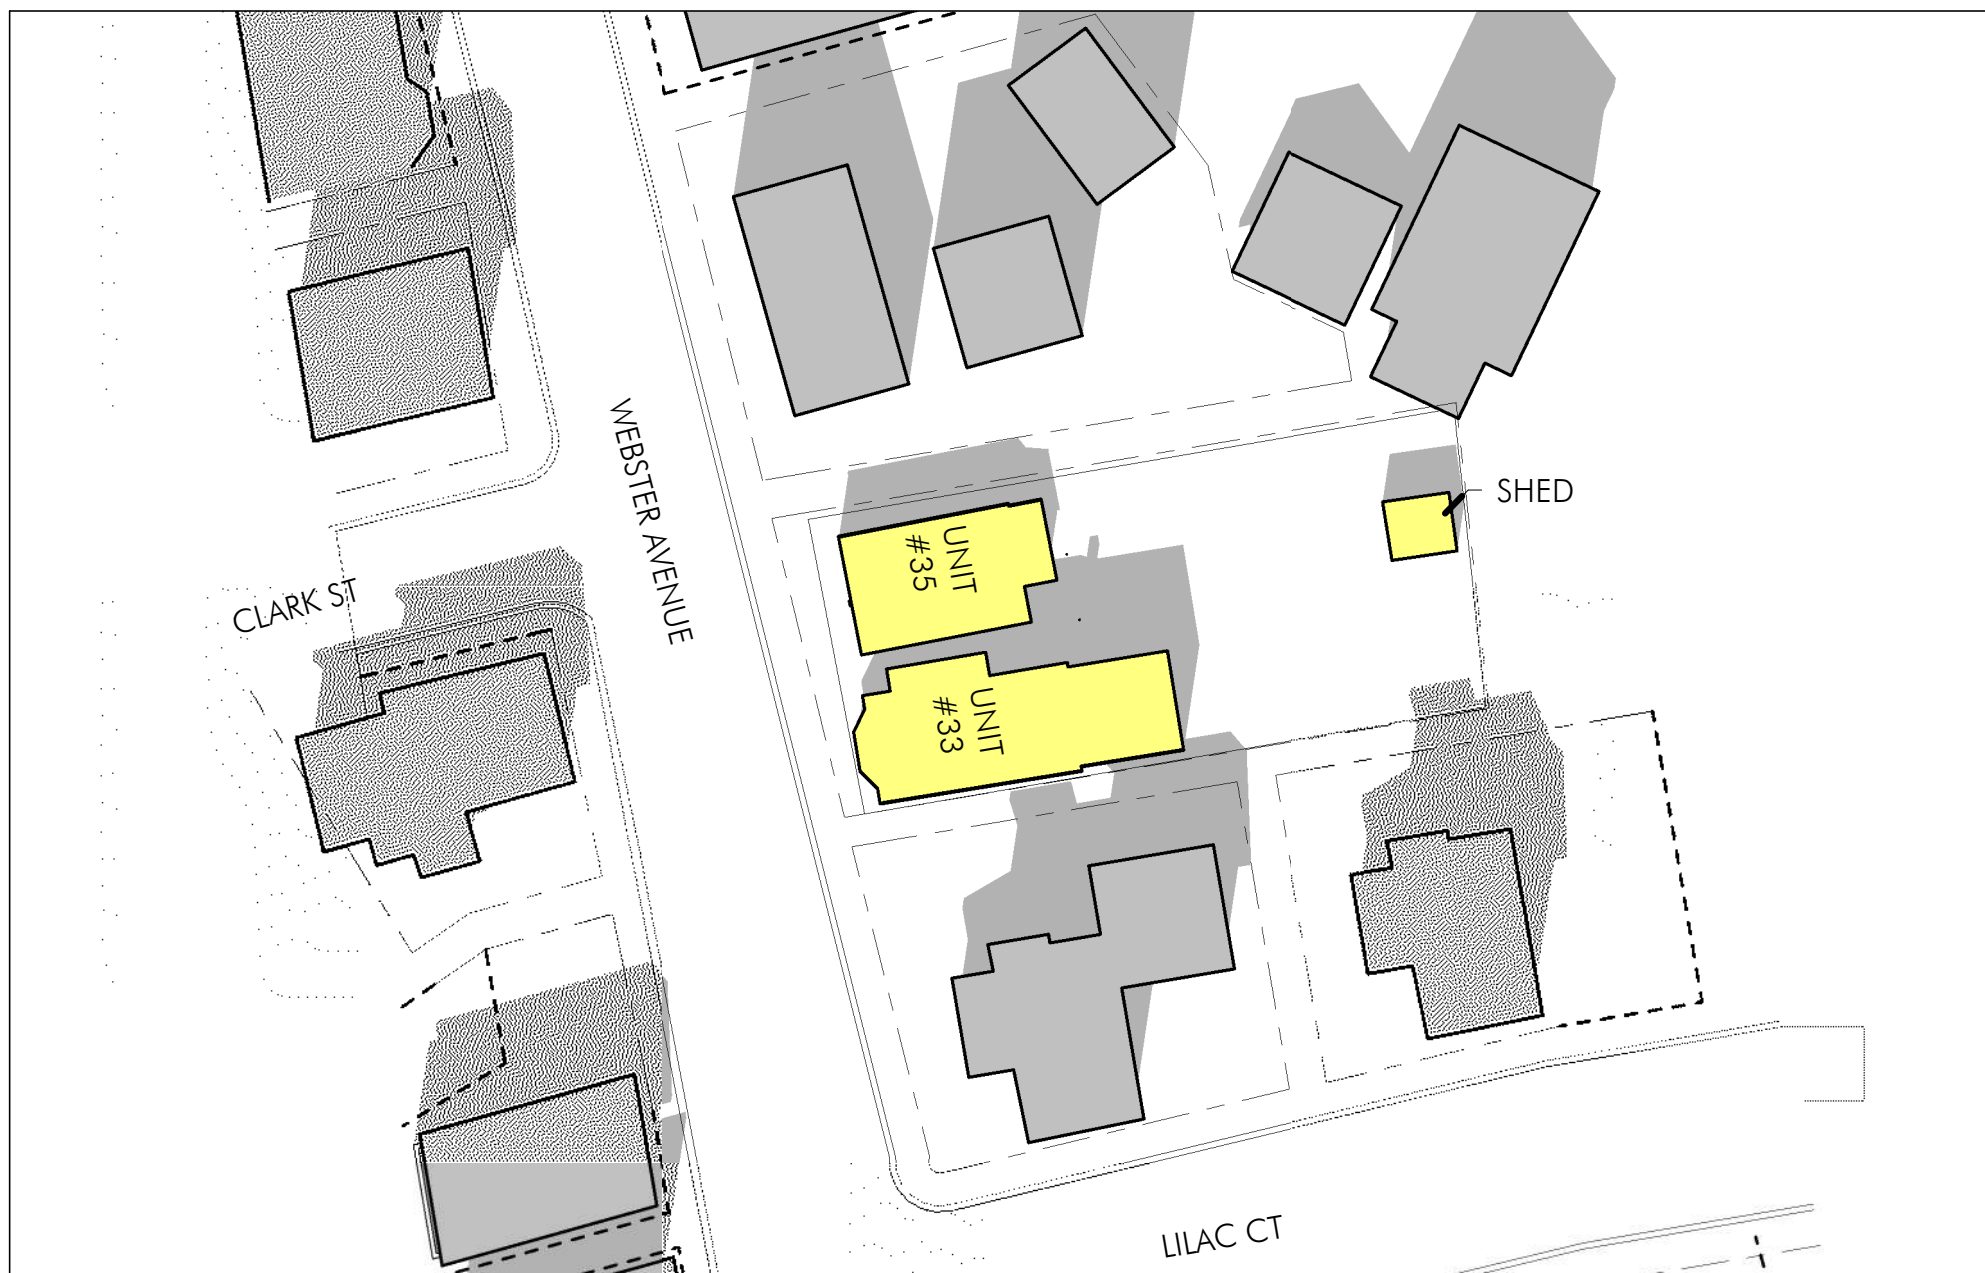 WEBSTER AVENUE
SHED
UNIT
#35
CLARK ST
UNIT
#33
LILAC CT